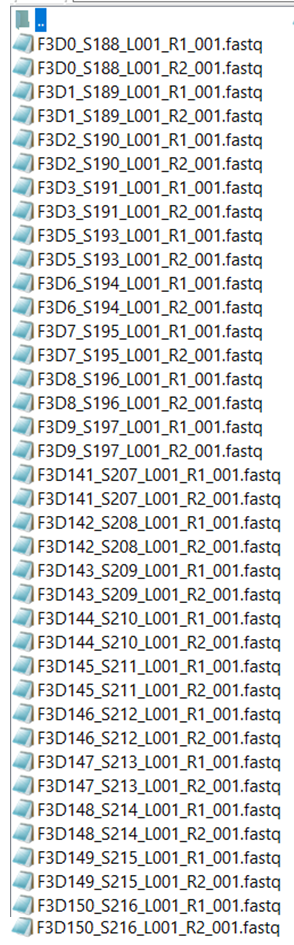 ..
F3D0_S188_L001_R1_001.fastq
F3D0_S188_L001_R2_001.fastq
F3D1_S189_L001_R1_001.fastq
F3D1_S189_L001_R2_001.fastq
F3D2_S190_L001_R1_001.fastq
F3D2_S190_L001_R2_001.fastq
F3D3_S191_L001_R1_001.fastq
F3D3_S191_L001_R2_001.fastq
F3D5_S193_L001_R1_001.fastq
F3D5_S193_L001_R2_001.fastq
F3D6_S194_L001_R1_001.fastq
F3D6_S194_L001_R2_001.fastq
F3D7_S195_L001_R1_001.fastq
F3D7_S195_L001_R2_001.fastq
F3D8_S196_L001_R1_001.fastq
F3D8_S196_L001_R2_001.fastq
F3D9_S197_L001_R1_001.fastq
F3D9_S197_L001_R2_001.fastq
F3D141_S207_L001_R1_001.fastq
F3D141_S207_L001_R2_001.fastq
F3D142_S208_L001_R1_001.fastq
F3D142_S208_L001_R2_001.fastq
F3D143_S209_L001_R1_001.fastq
F3D143_S209_L001_R2_001.fastq
F3D144_S210_L001_R1_001.fastq
F3D144_S210_L001_R2_001.fastq
F3D145_S211_L001_R1_001.fastq
F3D145_S211_L001_R2_001.fastq
F3D146_S212_L001_R1_001.fastq
F3D146_S212_L001_R2_001.fastq
F3D147_S213_L001_R1_001.fastq
F3D147_S213_L001_R2_001.fastq
F3D148_S214_L001_R1_001.fastq
F3D148_S214_L001_R2_001.fastq
F3D149_S215_L001_R1_001.fastq
F3D149_S215_L001_R2_001.fastq
F3D150_S216_L001_R1_001.fastq
F3D150_S216_L001_R2_001.fastq